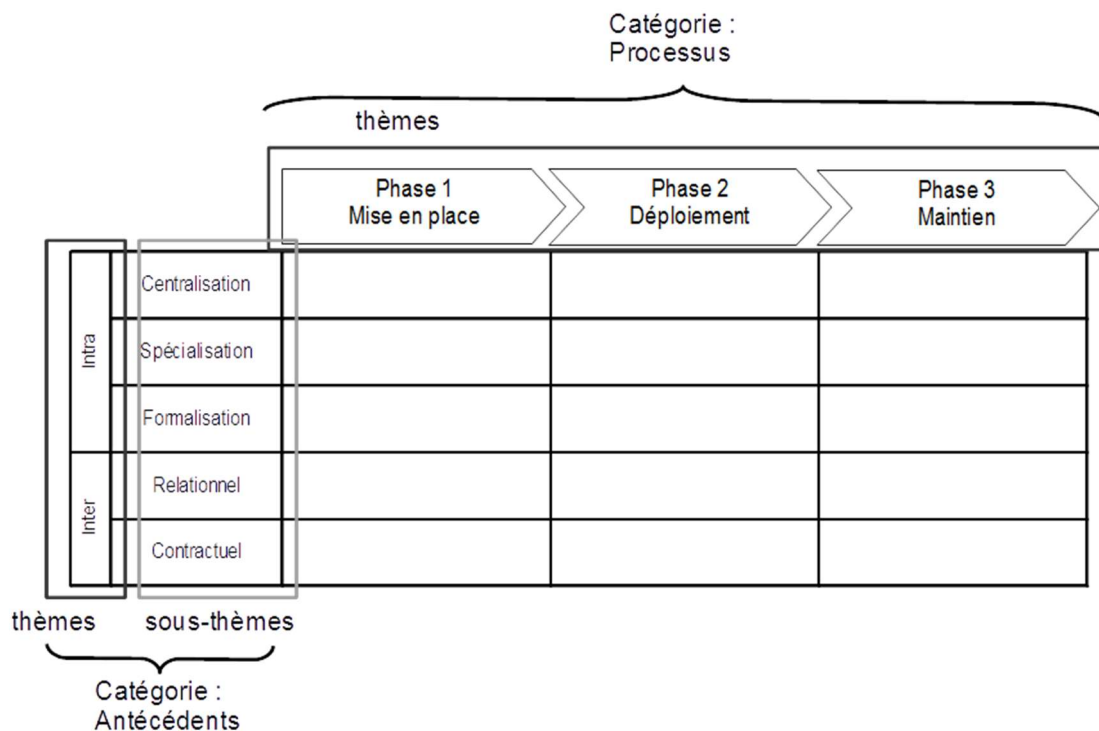 Catégorie :
Processus
thèmes
Phase 1
Mise en place
Phase 2
Déploiement
Phase 3
Maintien
Intra
Centralisation
Spécialisation
Formalisation
Inter
Relationnel
Contractuel
thèmes
sous-thèmes
Catégorie :
Antécédents